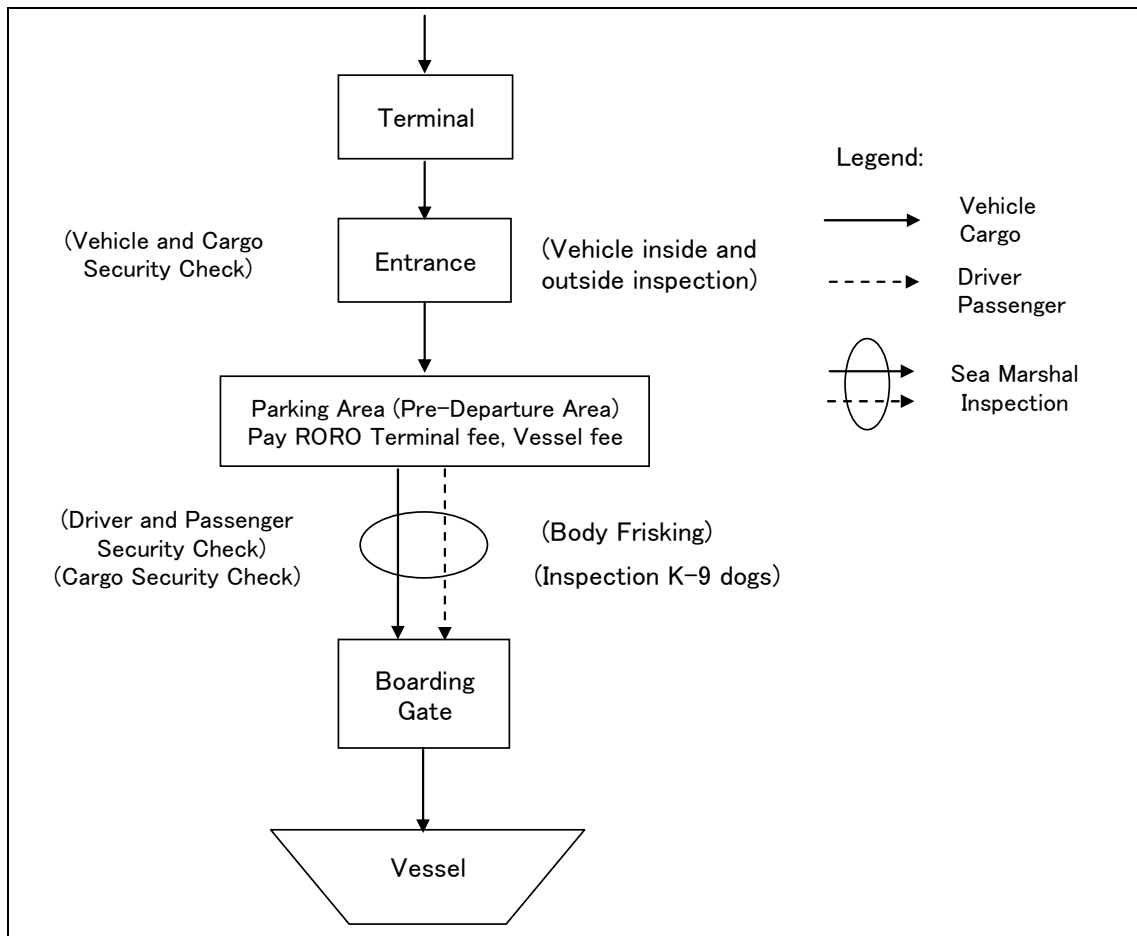 Terminal
Legend:
Vehicle
Cargo
(Vehicle and Cargo
Security Check)
Entrance
(Vehicle inside and
outside inspection)
Driver
Passenger
Sea Marshal
Inspection
Parking Area (Pre-Departure Area)
Pay RORO Terminal fee, Vessel fee
(Driver and Passenger
Security Check)
(Cargo Security Check)
(Body Frisking)
(Inspection K-9 dogs)
Boarding
Gate
Vessel